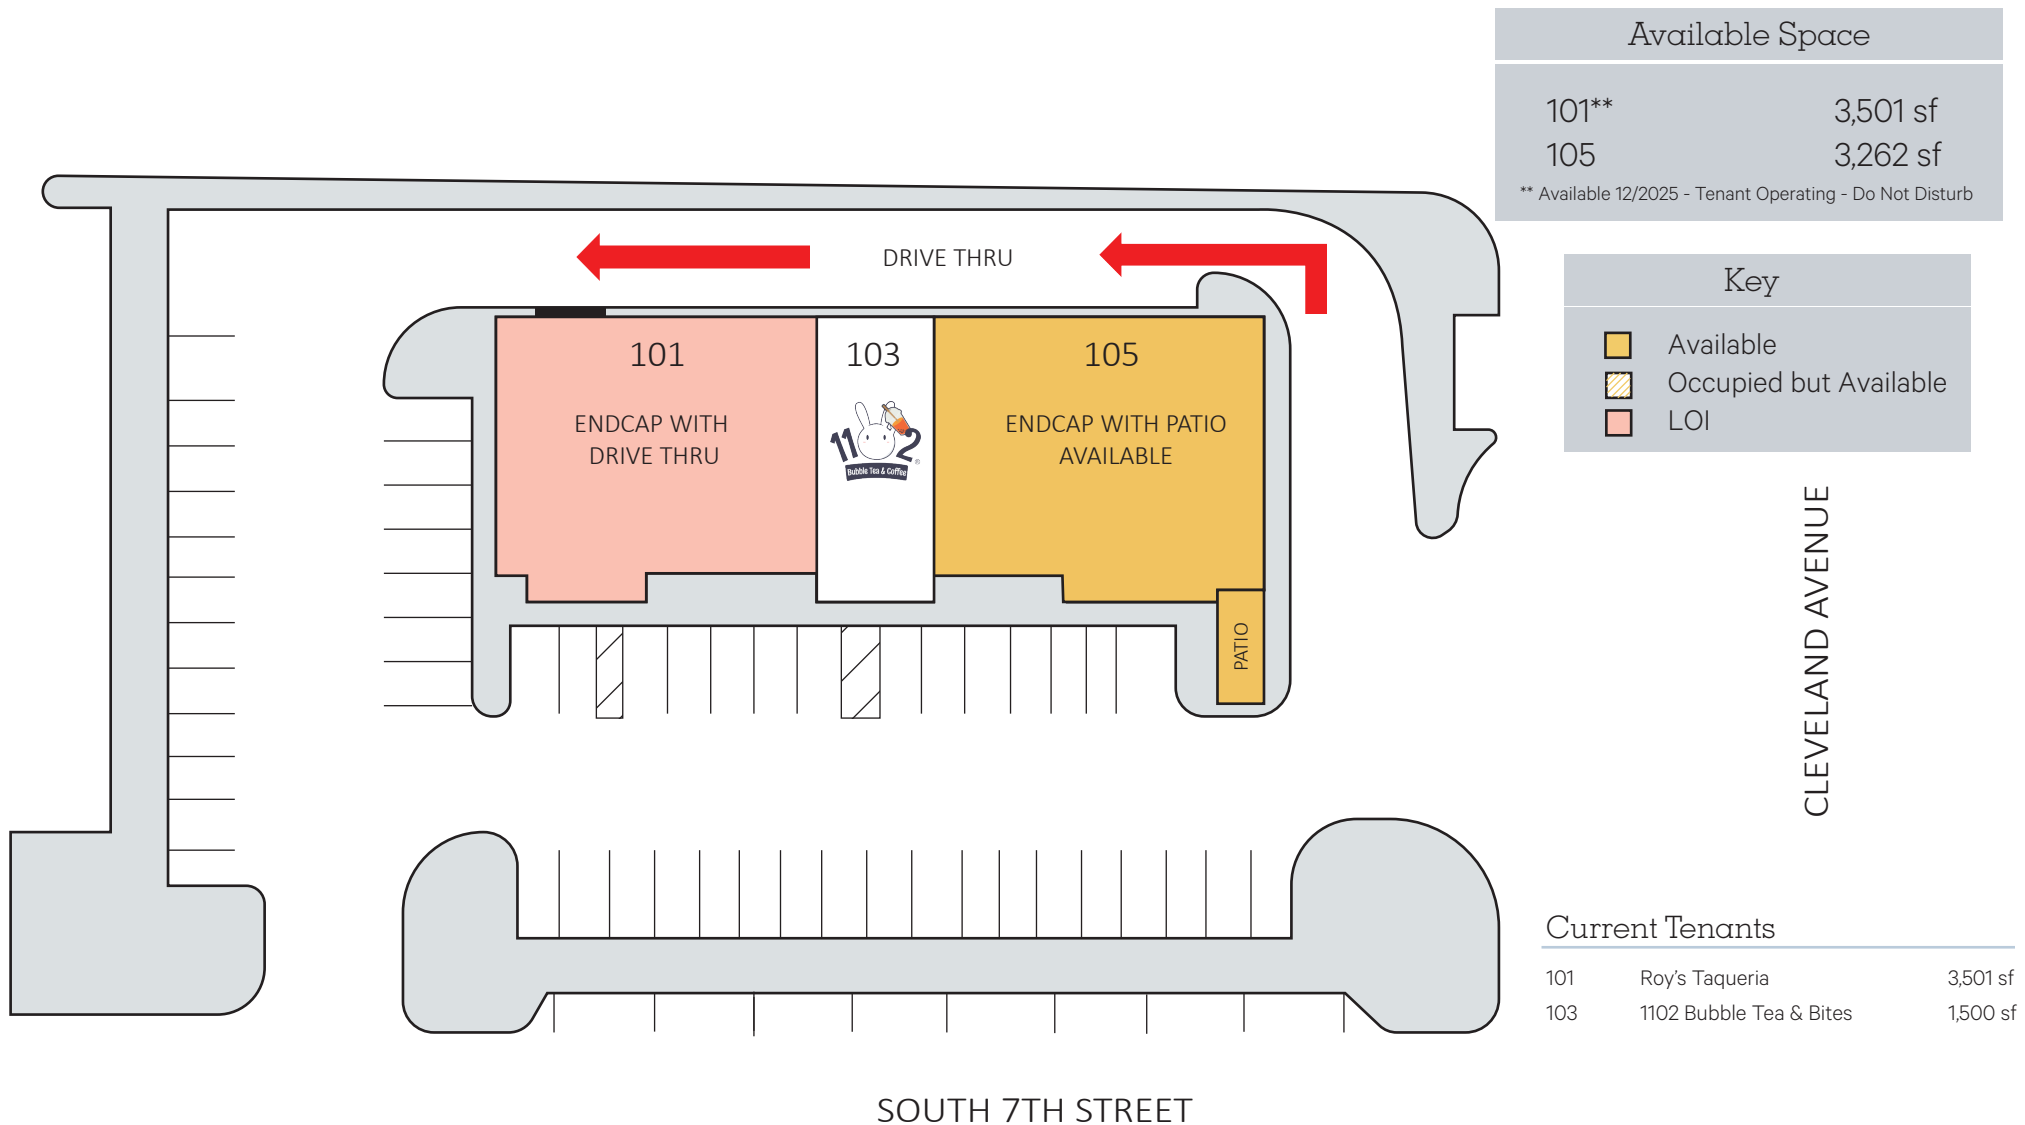 Available Space
101** 3,501 sf
105 3,262 sf
** Available 12/2025 - Tenant Operating - Do Not Disturb
Key
Available
Occupied but Available
LOI
DRIVE THRU
101
ENDCAP WITH
DRIVE THRU
103
1102®
Bubble Tea & Coffee
105
ENDCAP WITH PATIO
AVAILABLE
PATIO
CLEVELAND AVENUE
Current Tenants
101 Roy’s Taqueria 3,501 sf
103 1102 Bubble Tea & Bites 1,500 sf
SOUTH 7TH STREET